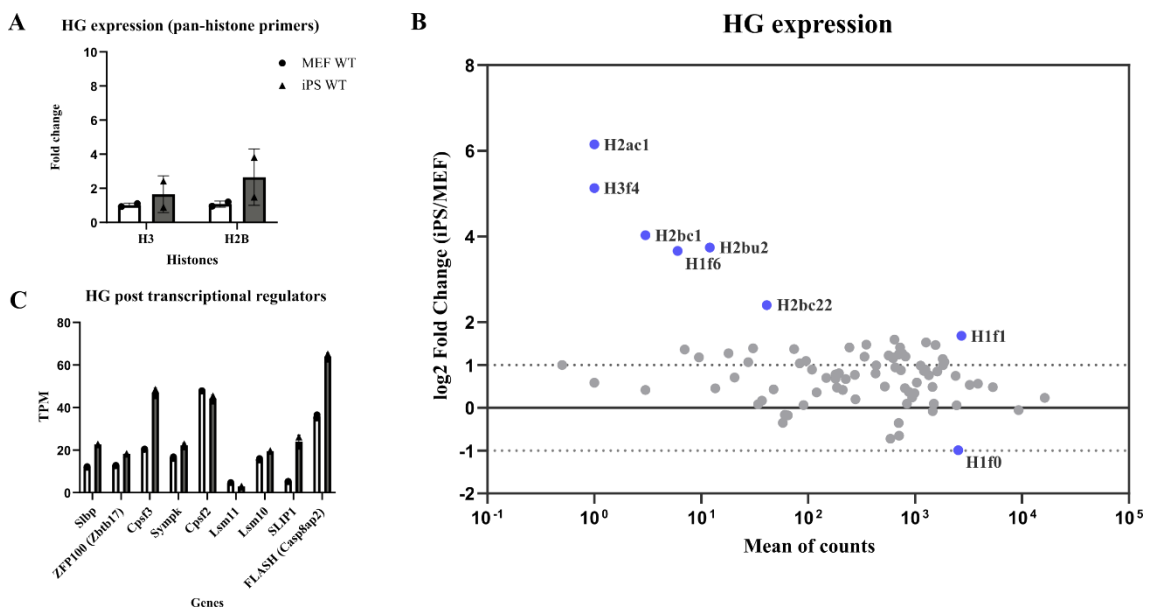 A
HG expression (pan-histone primers)
Fold change
10
8
6
4
2
0
H3
H2B
Histones
MEF WT
iPS WT
B
HG expression
log2 Fold Change (iPS/MEF)
8
6
4
2
1
0
-1
-2
H2ac1
H3f4
H2bc1
H2bu2
H1f6
H2bc22
H1f1
H1f0
10-1
100
101
102
103
104
105
Mean of counts
C
HG post transcriptional regulators
TPM
80
60
40
20
0
Slbp
ZFP100 (Zbtb17)
Cpsf3
Sympk
Cpsf2
Lsm11
Lsm10
SLIP1
FLASH (Casp8ap2)
Genes